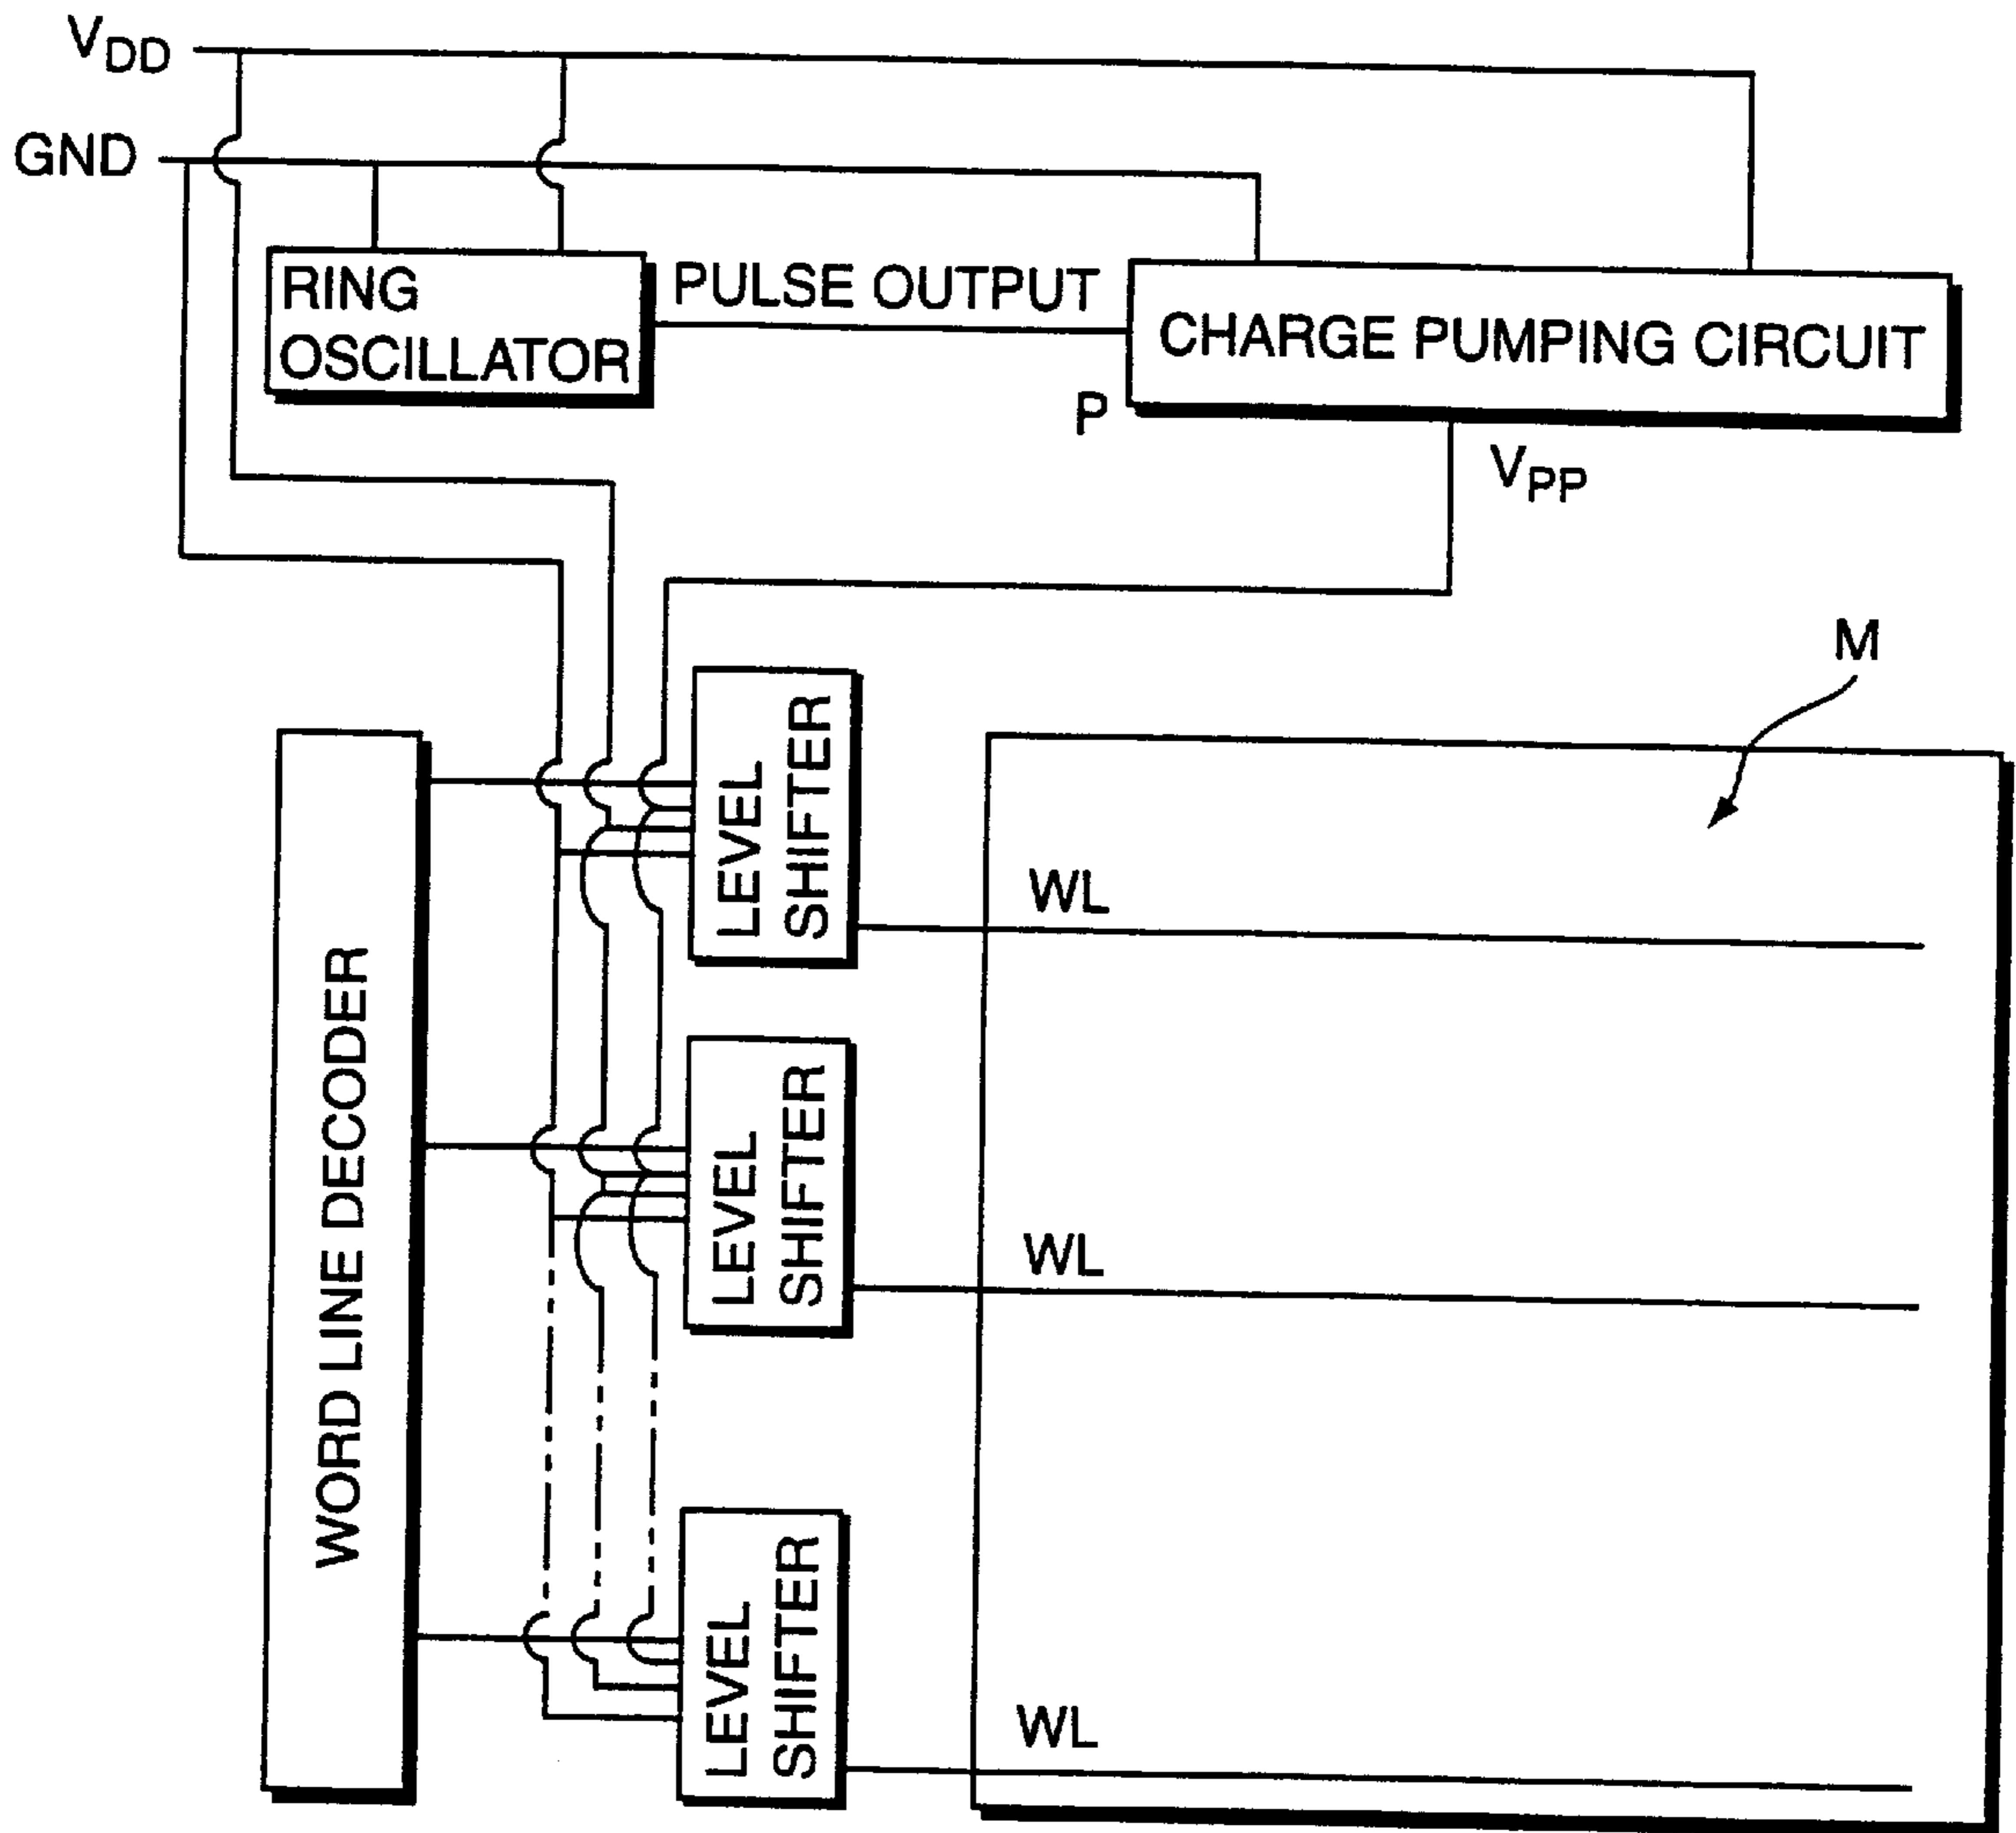 VDD
GND
RING
OSCILLATOR
PULSE OUTPUT
CHARGE PUMPING CIRCUIT
P
VPP
M
LEVEL
SHIFTER
WL
WORD LINE DECODER
LEVEL
SHIFTER
WL
LEVEL
SHIFTER
WL